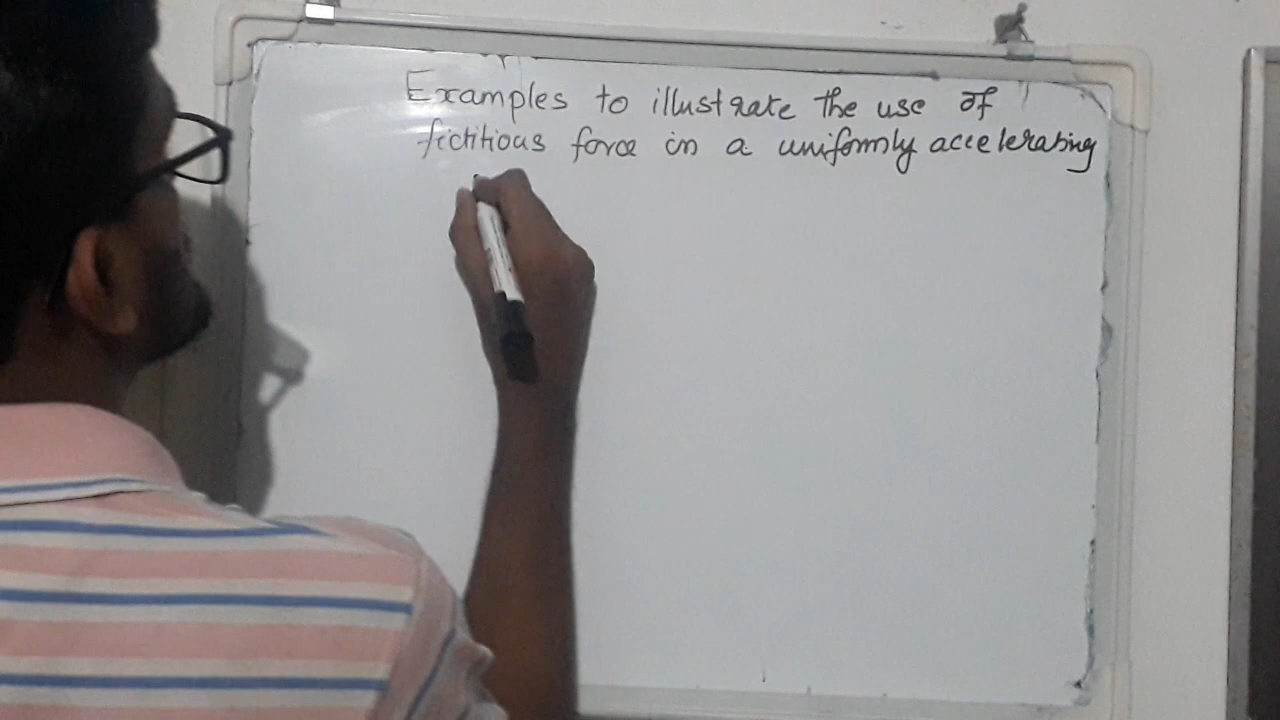 Examples to illustrate the use of
fictitious force in a uniformly accelerating